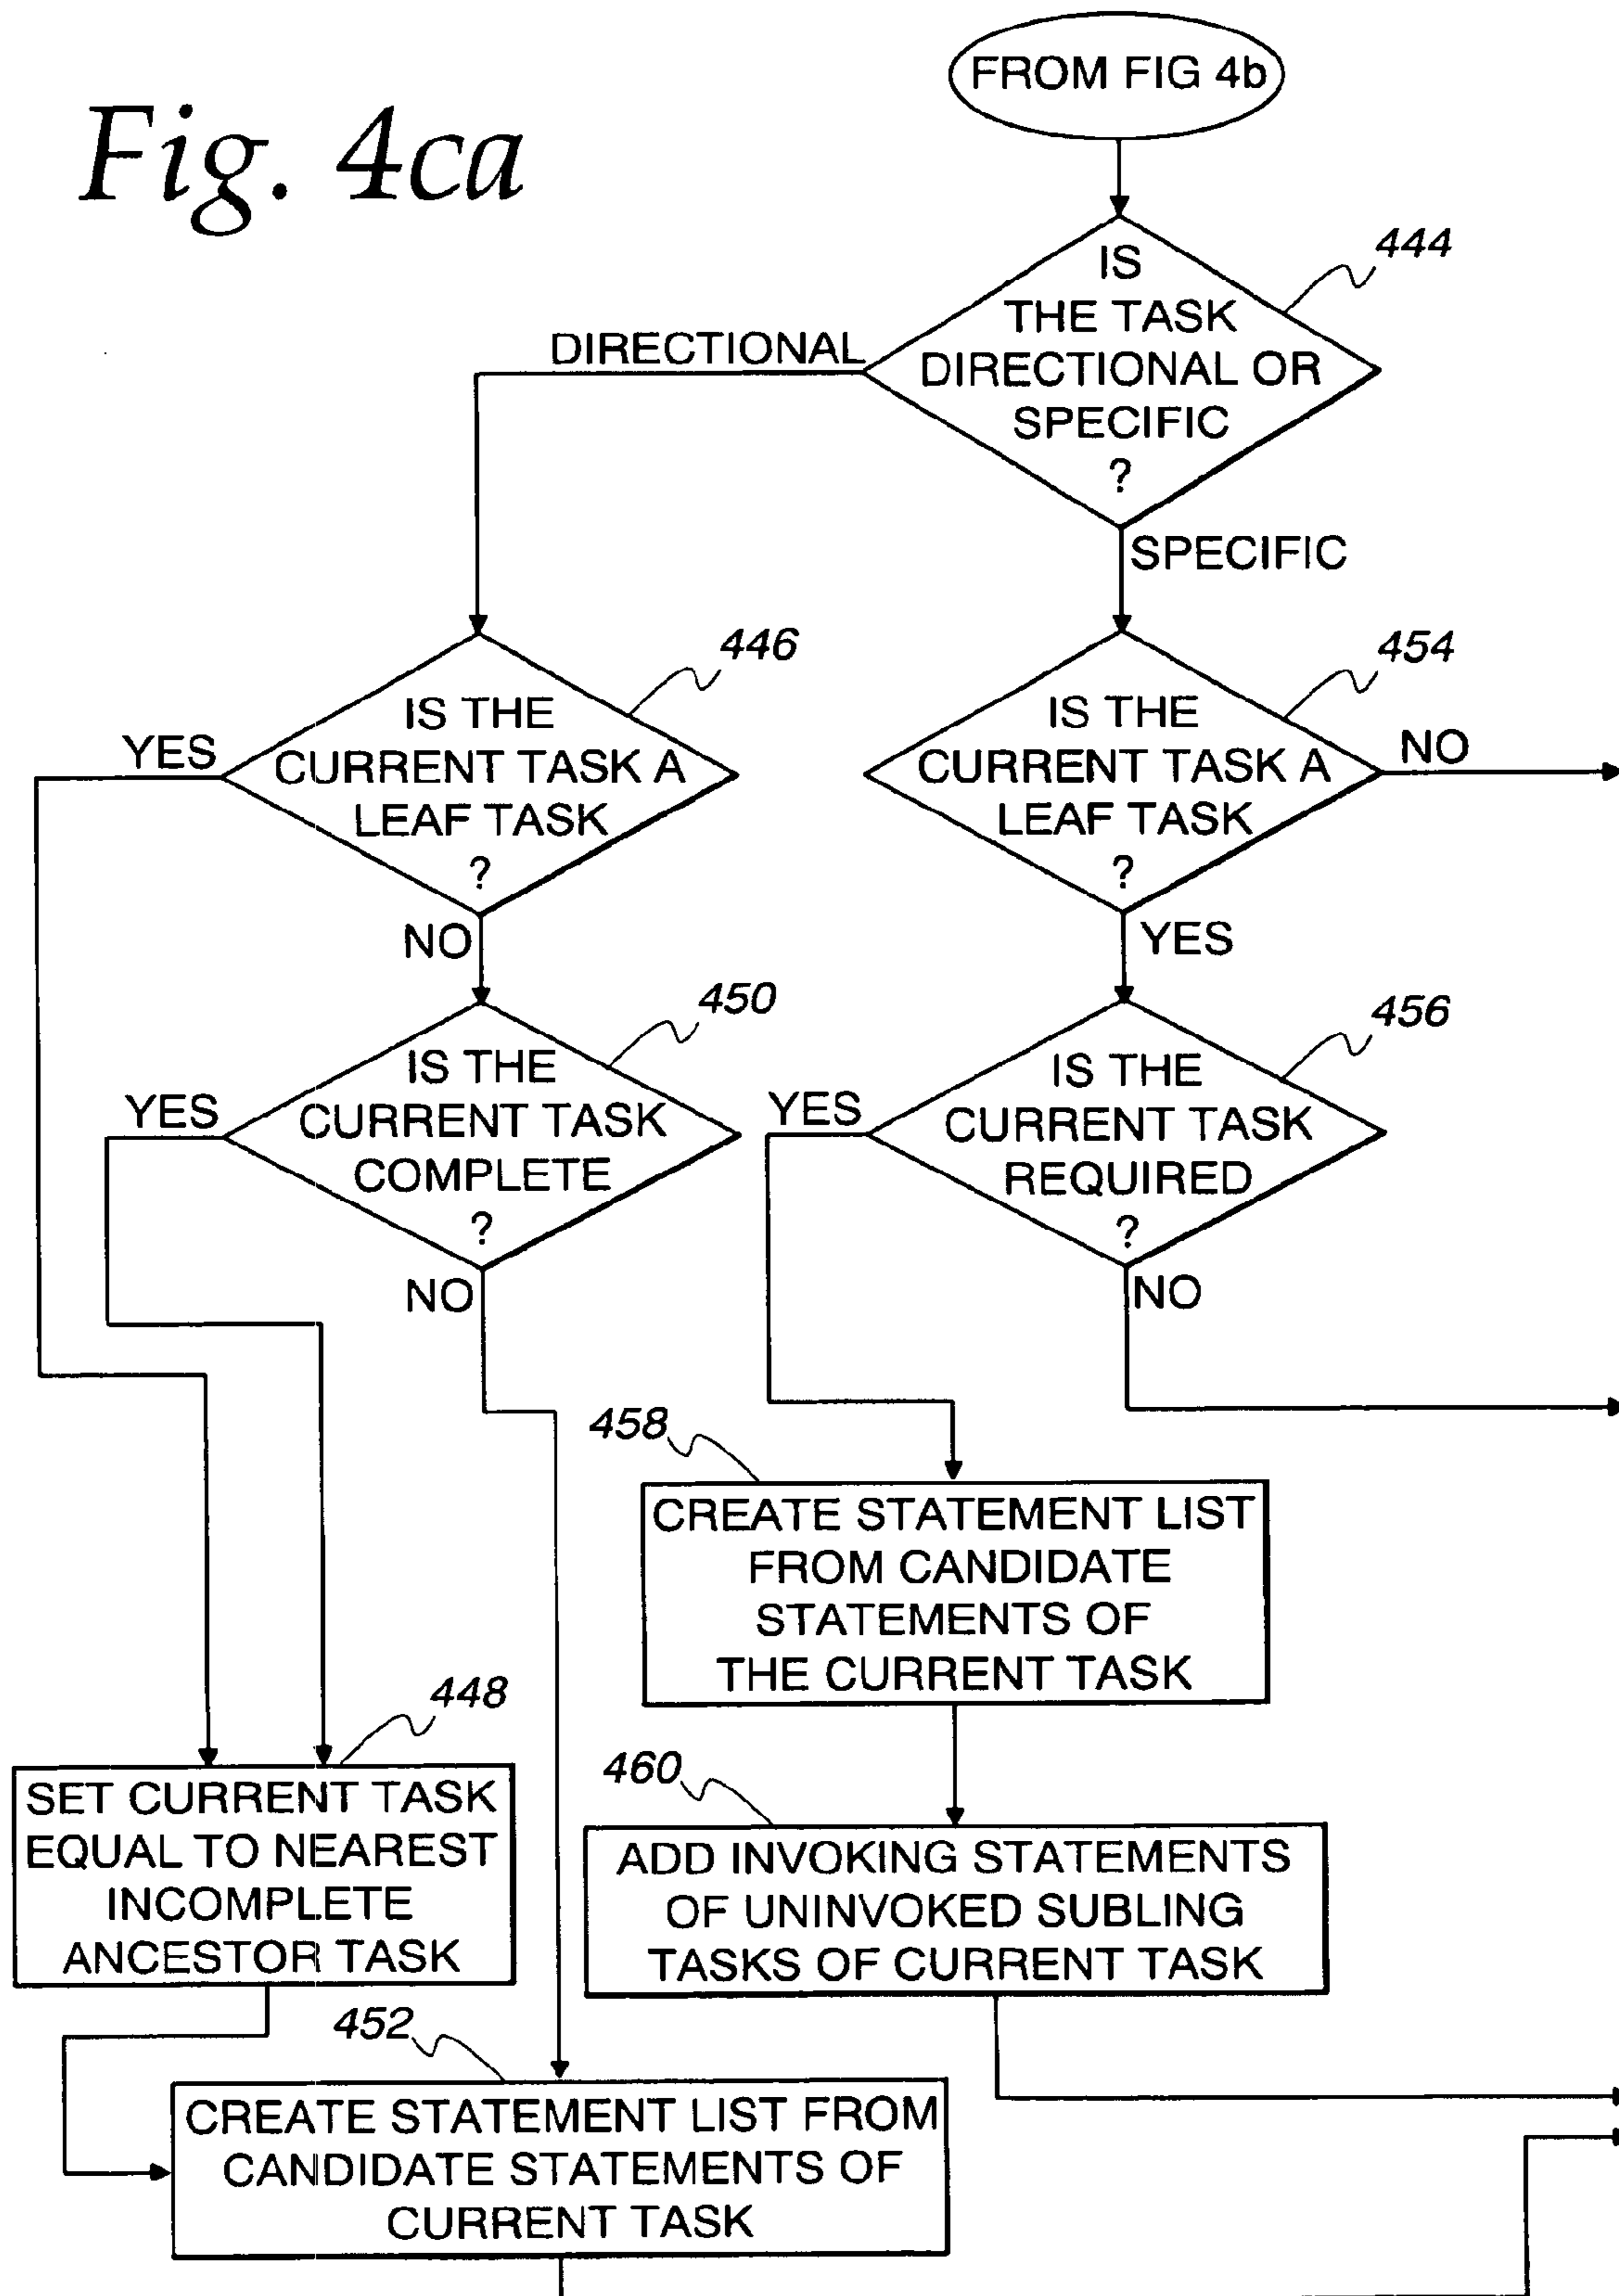 Fig. 4ca
FROM FIG 4b
444
IS
THE TASK
DIRECTIONAL OR
SPECIFIC
?
DIRECTIONAL
SPECIFIC
446
IS THE
CURRENT TASK A
LEAF TASK
?
YES
NO
454
IS THE
CURRENT TASK A
LEAF TASK
?
NO
YES
450
IS THE
CURRENT TASK
COMPLETE
?
YES
NO
456
IS THE
CURRENT TASK
REQUIRED
?
YES
NO
458
CREATE STATEMENT LIST
FROM CANDIDATE
STATEMENTS OF
THE CURRENT TASK
448
SET CURRENT TASK
EQUAL TO NEAREST
INCOMPLETE
ANCESTOR TASK
460
ADD INVOKING STATEMENTS
OF UNINVOKED SUBLING
TASKS OF CURRENT TASK
452
CREATE STATEMENT LIST FROM
CANDIDATE STATEMENTS OF
CURRENT TASK